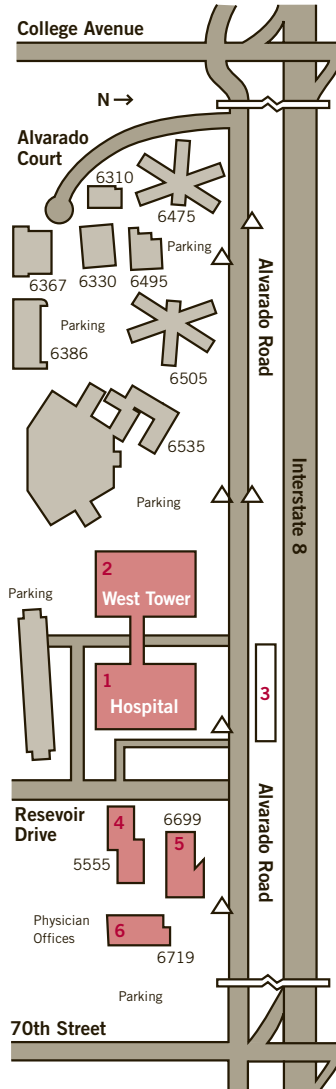 College Avenue
N →
Alvarado
Court
6310
6475
Parking
6367
6330
6495
Alvarado Road
Parking
6386
6505
6535
Interstate 8
Parking
2
West Tower
Parking
1
Hospital
3
Resevoir
Drive
4
6699
5
5555
Alvarado Road
Physician
Offices
6
6719
Parking
70th Street